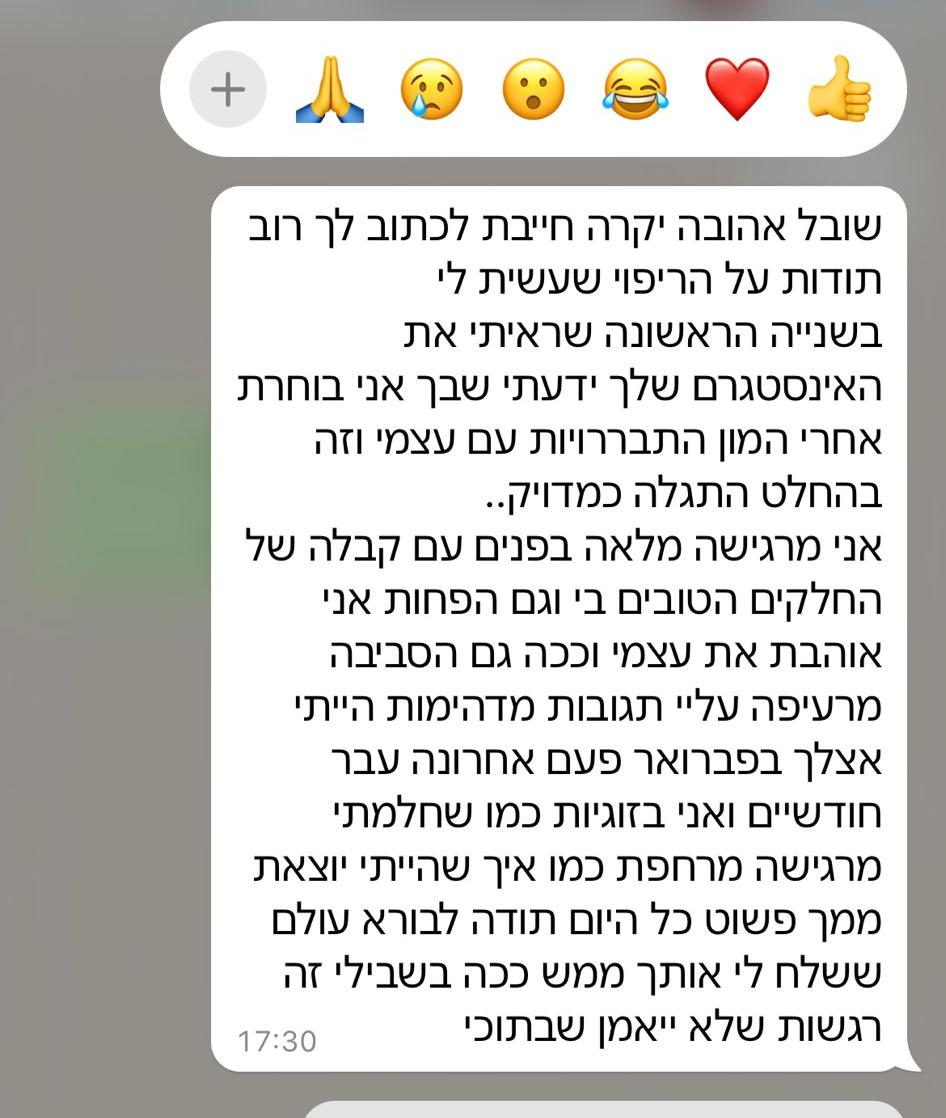 שובל אהובה יקרה חייבת לכתוב לך רוב
תודות על הריפוי שעשית לי
בשנייה הראשונה שראיתי את
האינסטגרם שלך ידעתי שבך אני בוחרת
אחרי המון התבררויות עם עצמי וזה
בהחלט התגלה כמדויק..
אני מרגישה מלאה בפנים עם קבלה של
החלקים הטובים בי וגם הפחות אני
אוהבת את עצמי וככה גם הסביבה
מרעיפה עליי תגובות מדהימות הייתי
אצלך בפברואר פעם אחרונה עבר
חודשיים ואני בזוגיות כמו שחלמתי
מרגישה מרחפת כמו איך שהייתי יוצאת
ממך פשוט כל היום תודה לבורא עולם
ששלח לי אותך ממש ככה בשבילי זה
רגשות שלא ייאמן שבתוכי
17:30